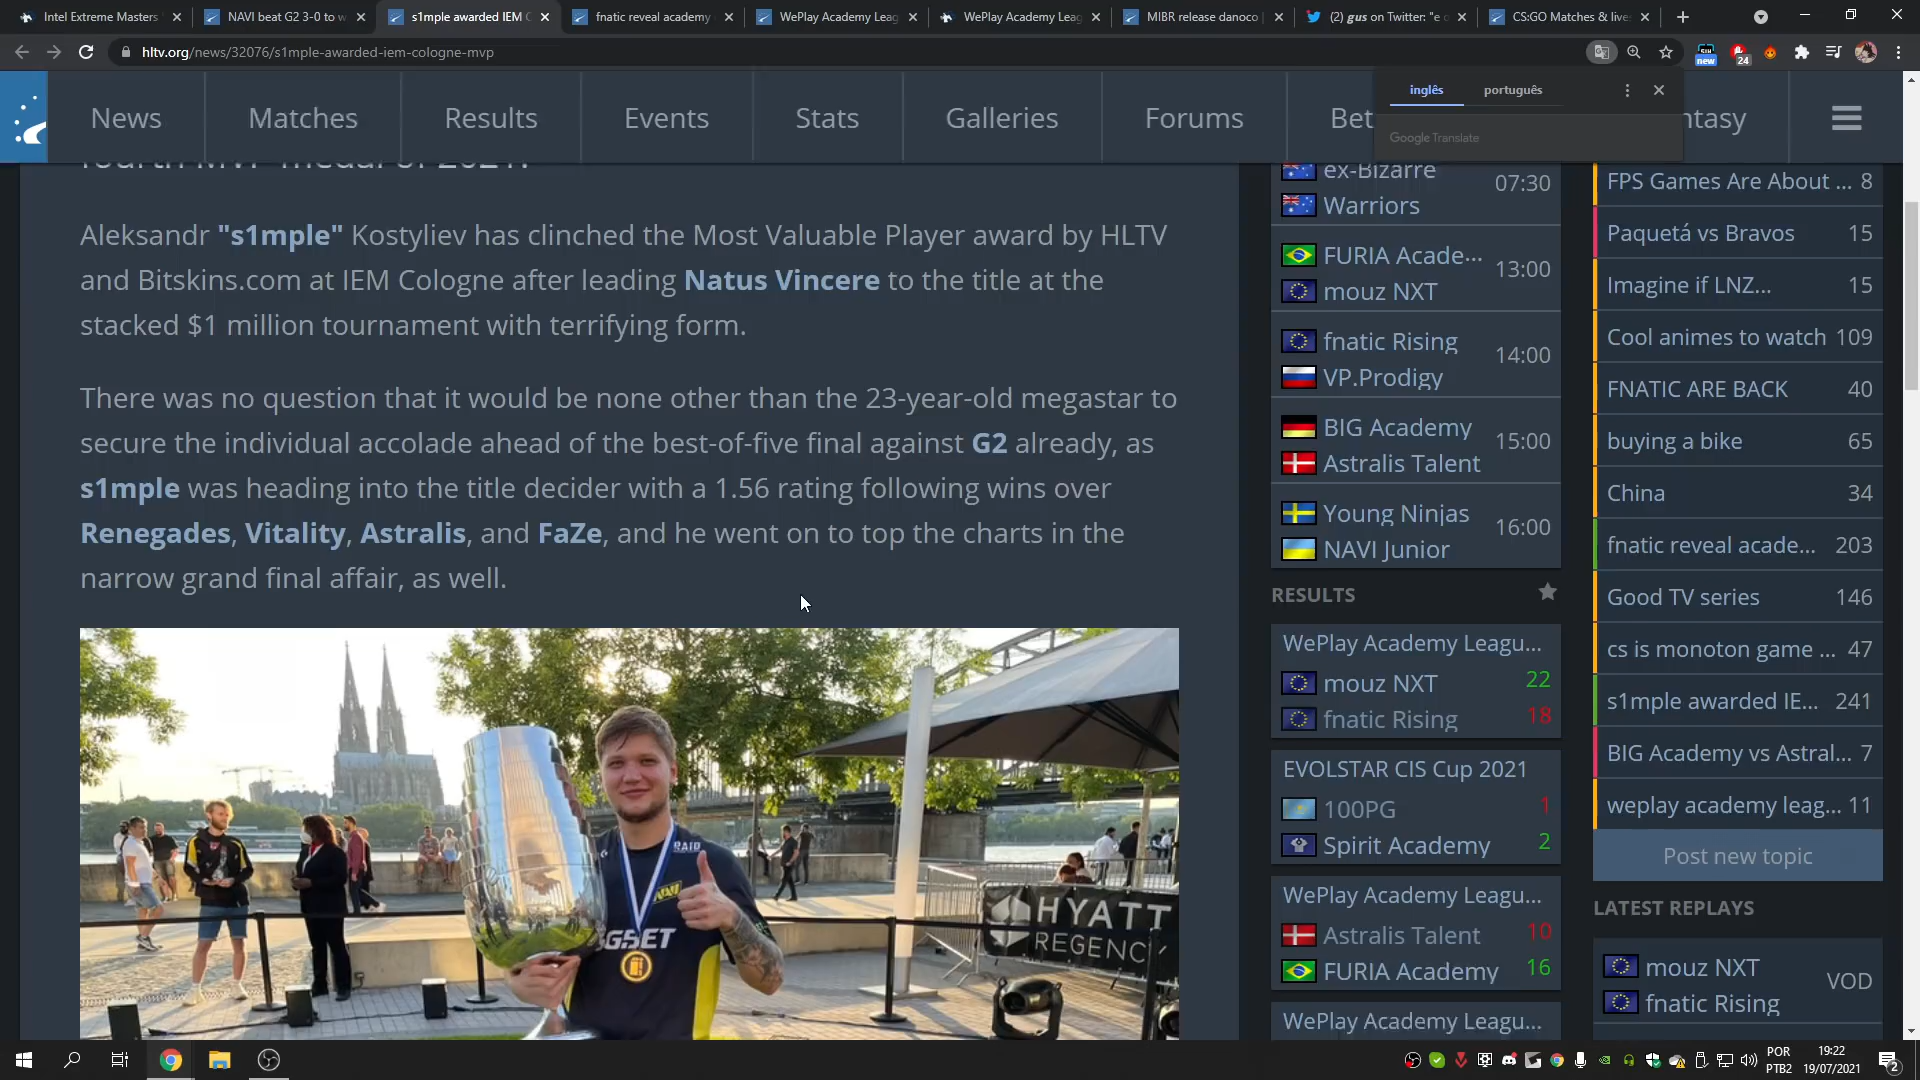 Intel Extreme Masters
NAVI beat G2 3-0 to w
s1mple awarded IEM C
fnatic reveal academy
WePlay Academy Leag
WePlay Academy Leag
MIBR release danoco |
(2) gus on Twitter: "e o
CS:GO Matches & lives
hltv.org/news/32076/s1mple-awarded-iem-cologne-mvp
new
24
inglês
português
Google Translate
News
Matches
Results
Events
Stats
Galleries
Forums
Bet
ntasy
fourth MVP medal of 2021.
Aleksandr "s1mple" Kostyliev has clinched the Most Valuable Player award by HLTV
and Bitskins.com at IEM Cologne after leading Natus Vincere to the title at the
stacked $1 million tournament with terrifying form.
There was no question that it would be none other than the 23-year-old megastar to
secure the individual accolade ahead of the best-of-five final against G2 already, as
s1mple was heading into the title decider with a 1.56 rating following wins over
Renegades, Vitality, Astralis, and FaZe, and he went on to top the charts in the
narrow grand final affair, as well.
RAID
NAVI
GG.BET
HYATT
REGENCY
ex-Bizarre
07:30
Warriors
FURIA Acade...
13:00
mouz NXT
fnatic Rising
14:00
VP.Prodigy
BIG Academy
15:00
Astralis Talent
Young Ninjas
16:00
NAVI Junior
RESULTS
WePlay Academy Leagu...
mouz NXT 22
fnatic Rising 18
EVOLSTAR CIS Cup 2021
100PG 1
Spirit Academy 2
WePlay Academy Leagu...
Astralis Talent 10
FURIA Academy 16
WePlay Academy Leagu...
FPS Games Are About ... 8
Paquetá vs Bravos 15
Imagine if LNZ... 15
Cool animes to watch 109
FNATIC ARE BACK 40
buying a bike 65
China 34
fnatic reveal acade... 203
Good TV series 146
cs is monoton game ... 47
s1mple awarded IE... 241
BIG Academy vs Astral... 7
weplay academy leag... 11
Post new topic
LATEST REPLAYS
mouz NXT
VOD
fnatic Rising
POR
PTB2
19:22
19/07/2021
2